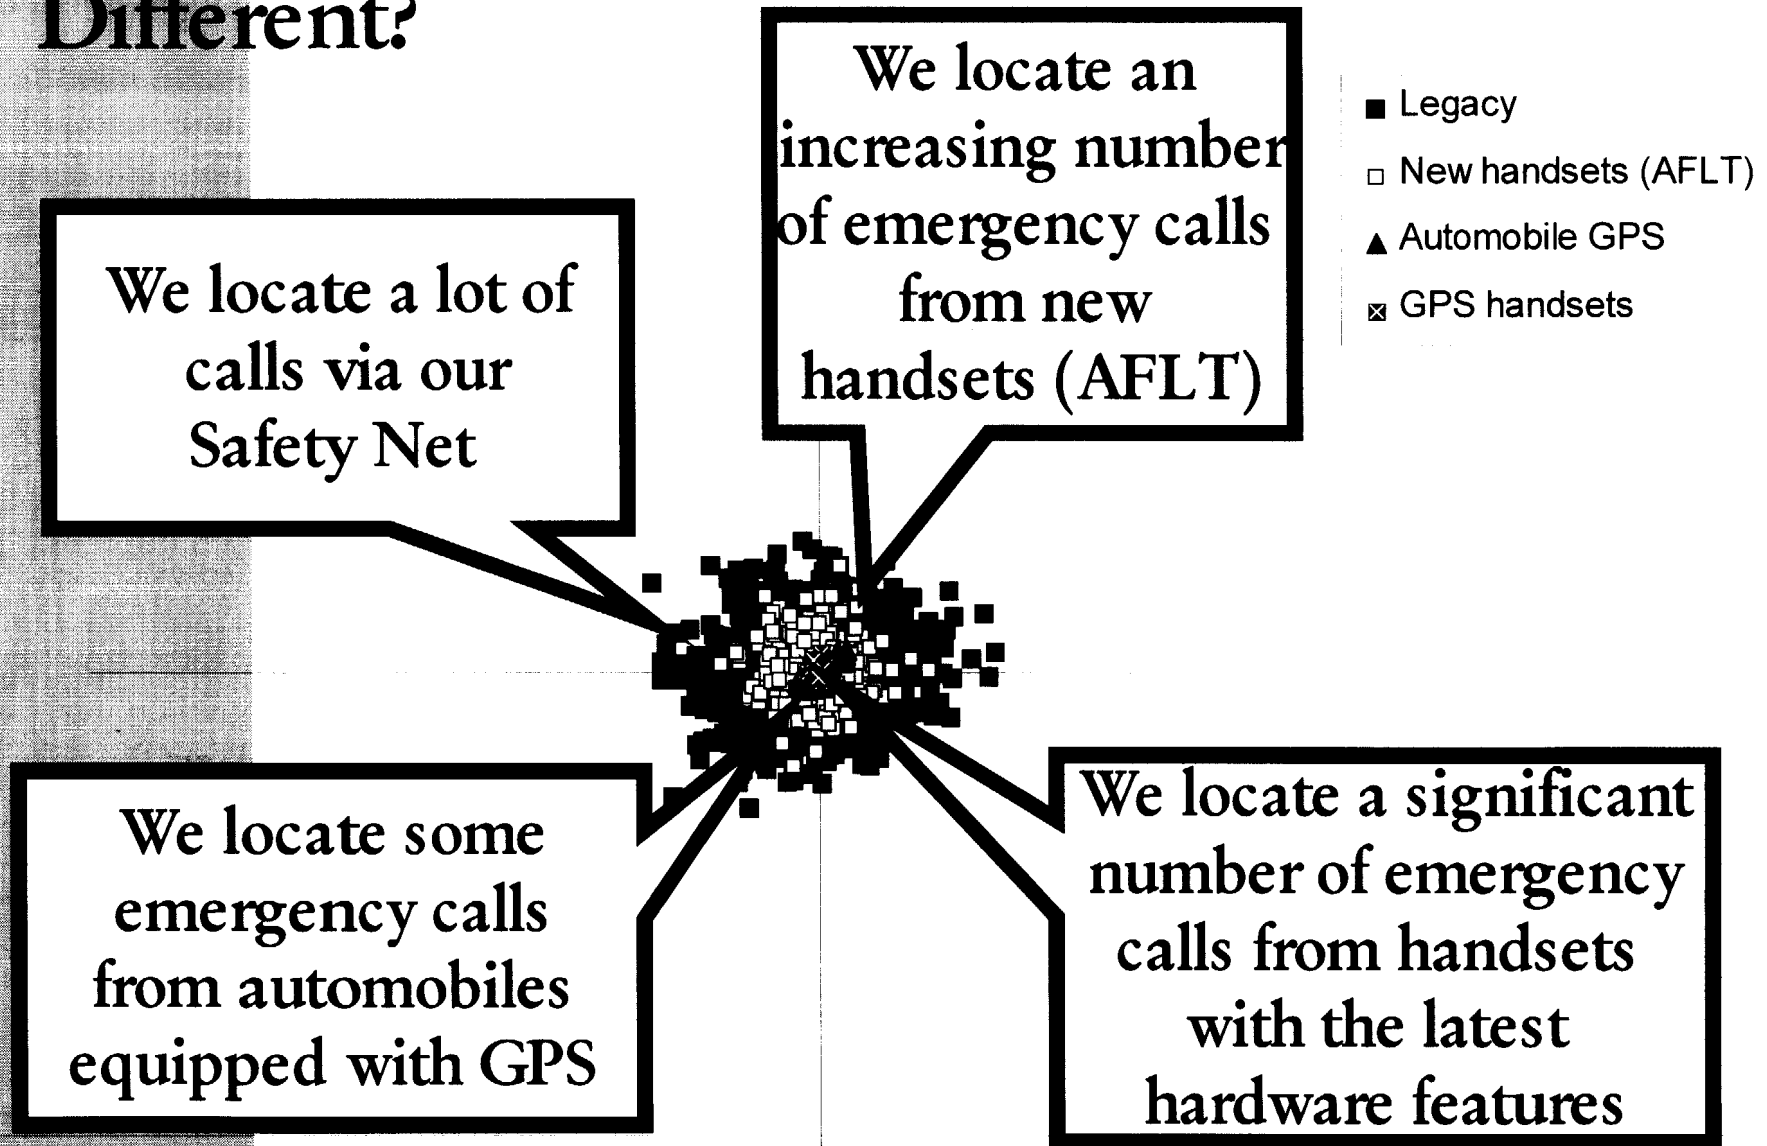 Different?
We locate an
increasing number
of emergency calls
from new
handsets (AFLT)
Legacy
New handsets (AFLT)
Automobile GPS
GPS handsets
We locate a lot of
calls via our
Safety Net
We locate some
emergency calls
from automobiles
equipped with GPS
We locate a significant
number of emergency
calls from handsets
with the latest
hardware features